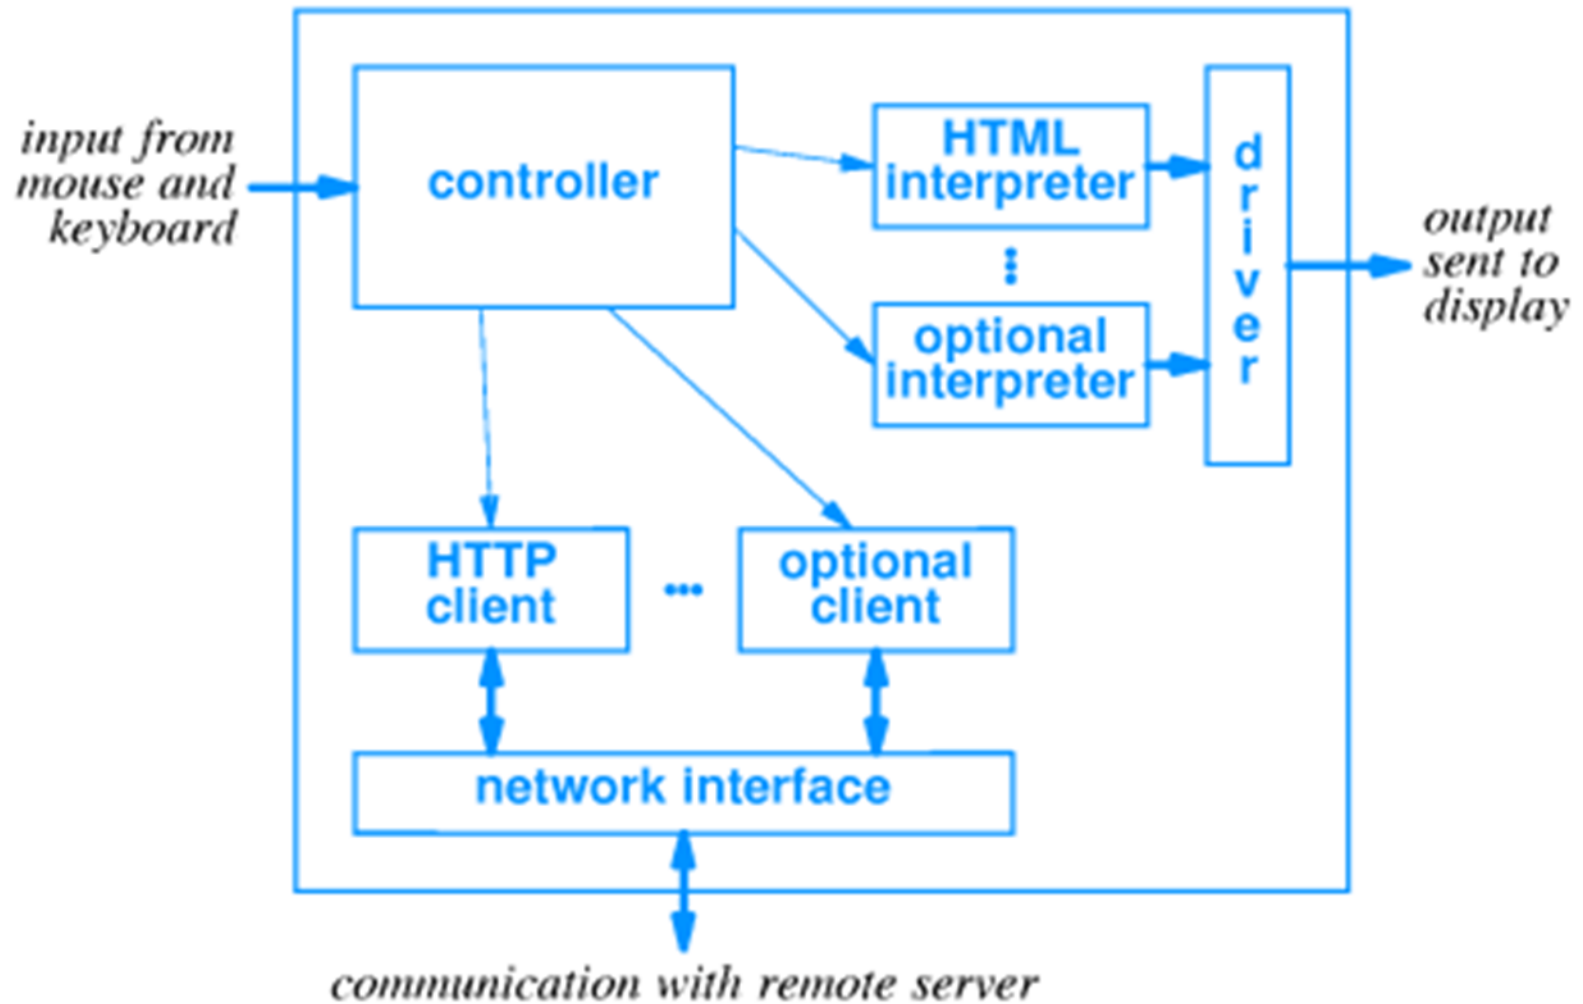 input from
mouse and
keyboard
controller
HTML
interpreter
optional
interpreter
driver
output
sent to
display
HTTP
client
optional
client
network interface
communication with remote server